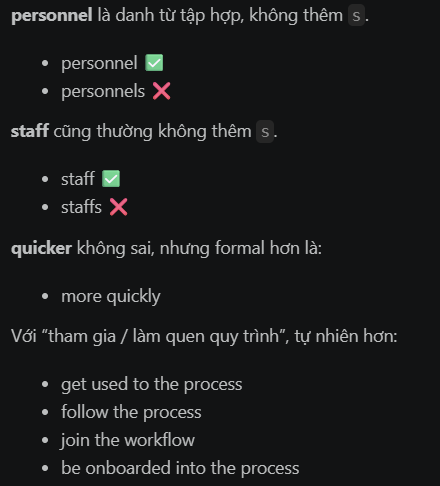 personnel là danh từ tập hợp, không thêm s.
• personnel ✅
• personnels ❌
staff cũng thường không thêm s.
• staff ✅
• staffs ❌
quicker không sai, nhưng formal hơn là:
• more quickly
Với “tham gia / làm quen quy trình”, tự nhiên hơn:
• get used to the process
• follow the process
• join the workflow
• be onboarded into the process